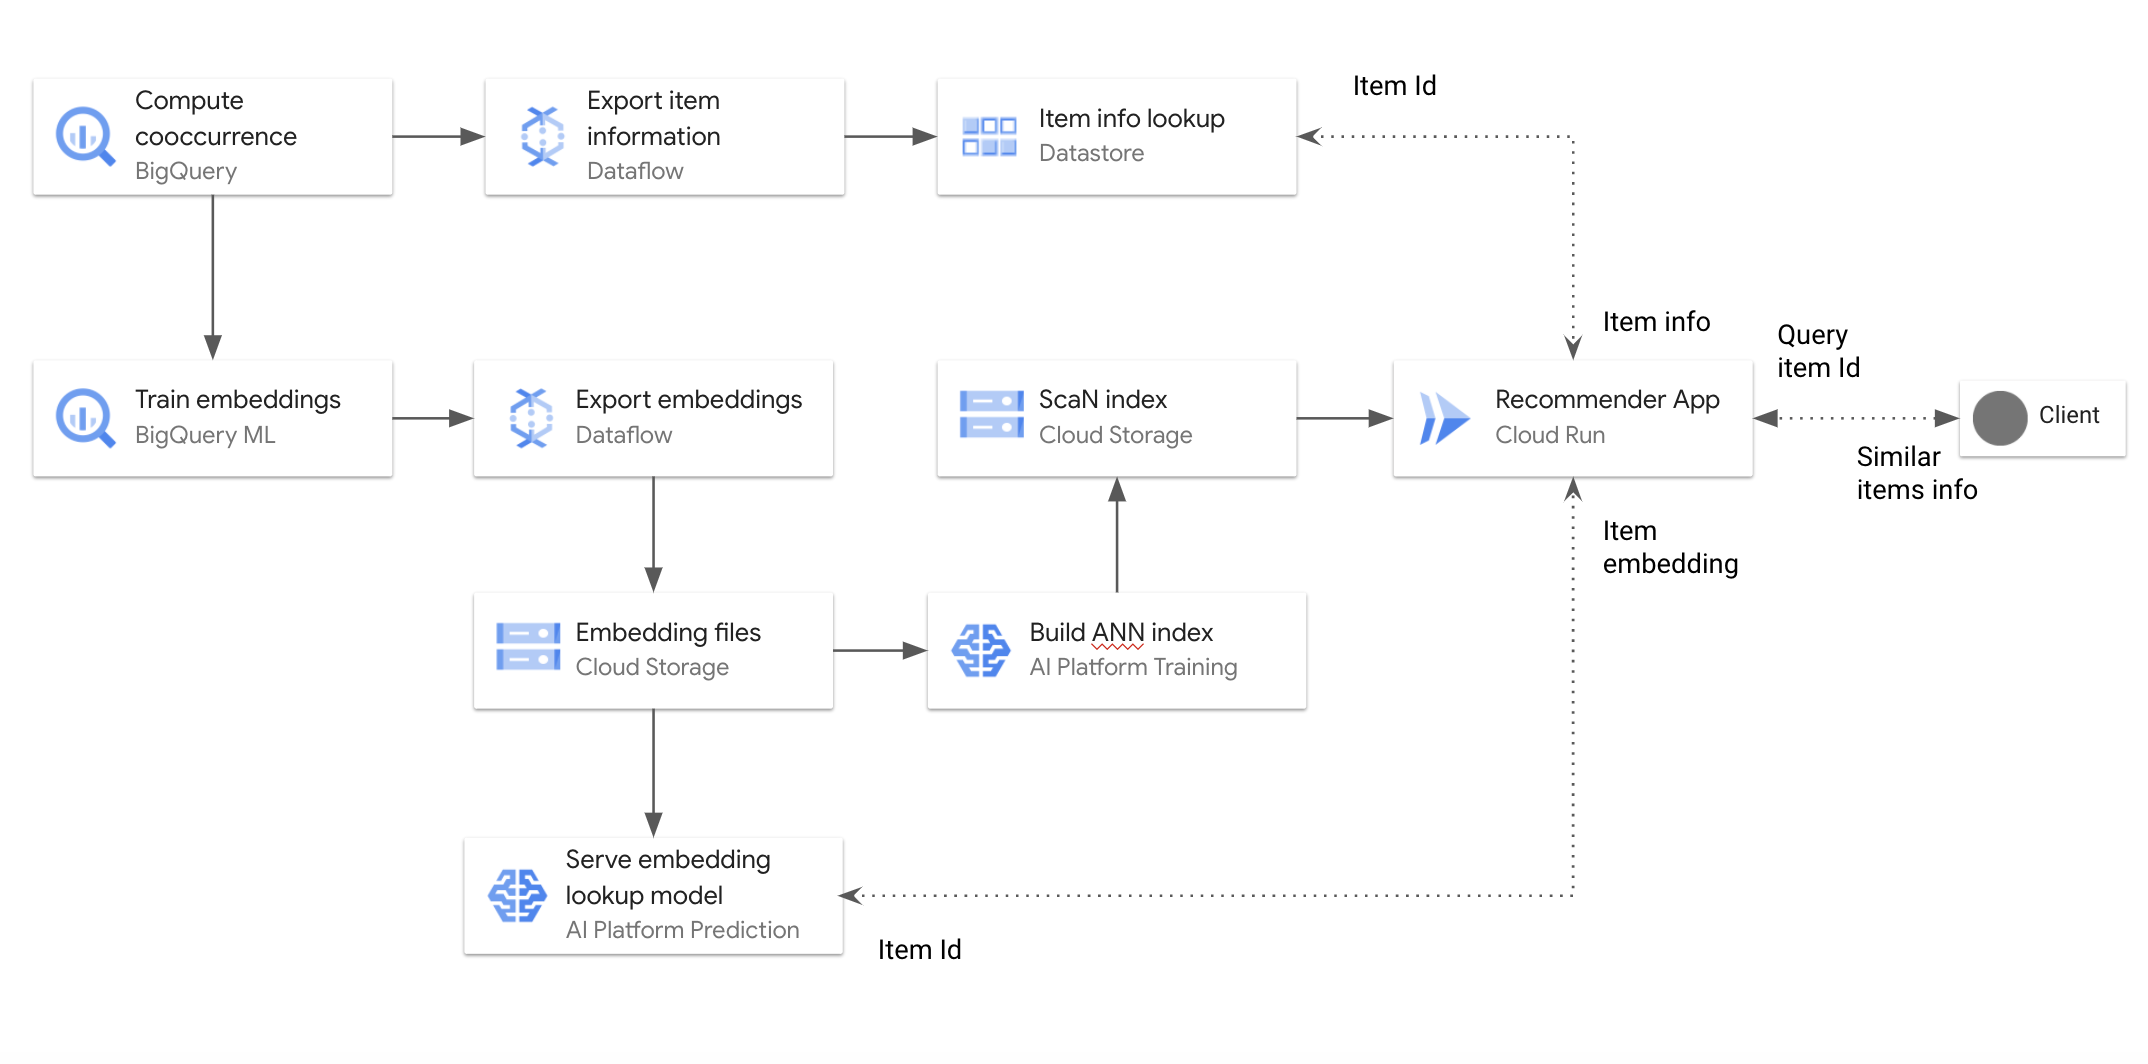 Compute
cooccurrence
BigQuery
Export item
information
Dataflow
Item info lookup
Datastore
Item Id
Item info
Query
item Id
Train embeddings
BigQuery ML
Export embeddings
Dataflow
ScaN index
Cloud Storage
Recommender App
Cloud Run
Client
Similar
items info
Item
embedding
Embedding files
Cloud Storage
Build ANN index
AI Platform Training
Serve embedding
lookup model
AI Platform Prediction
Item Id